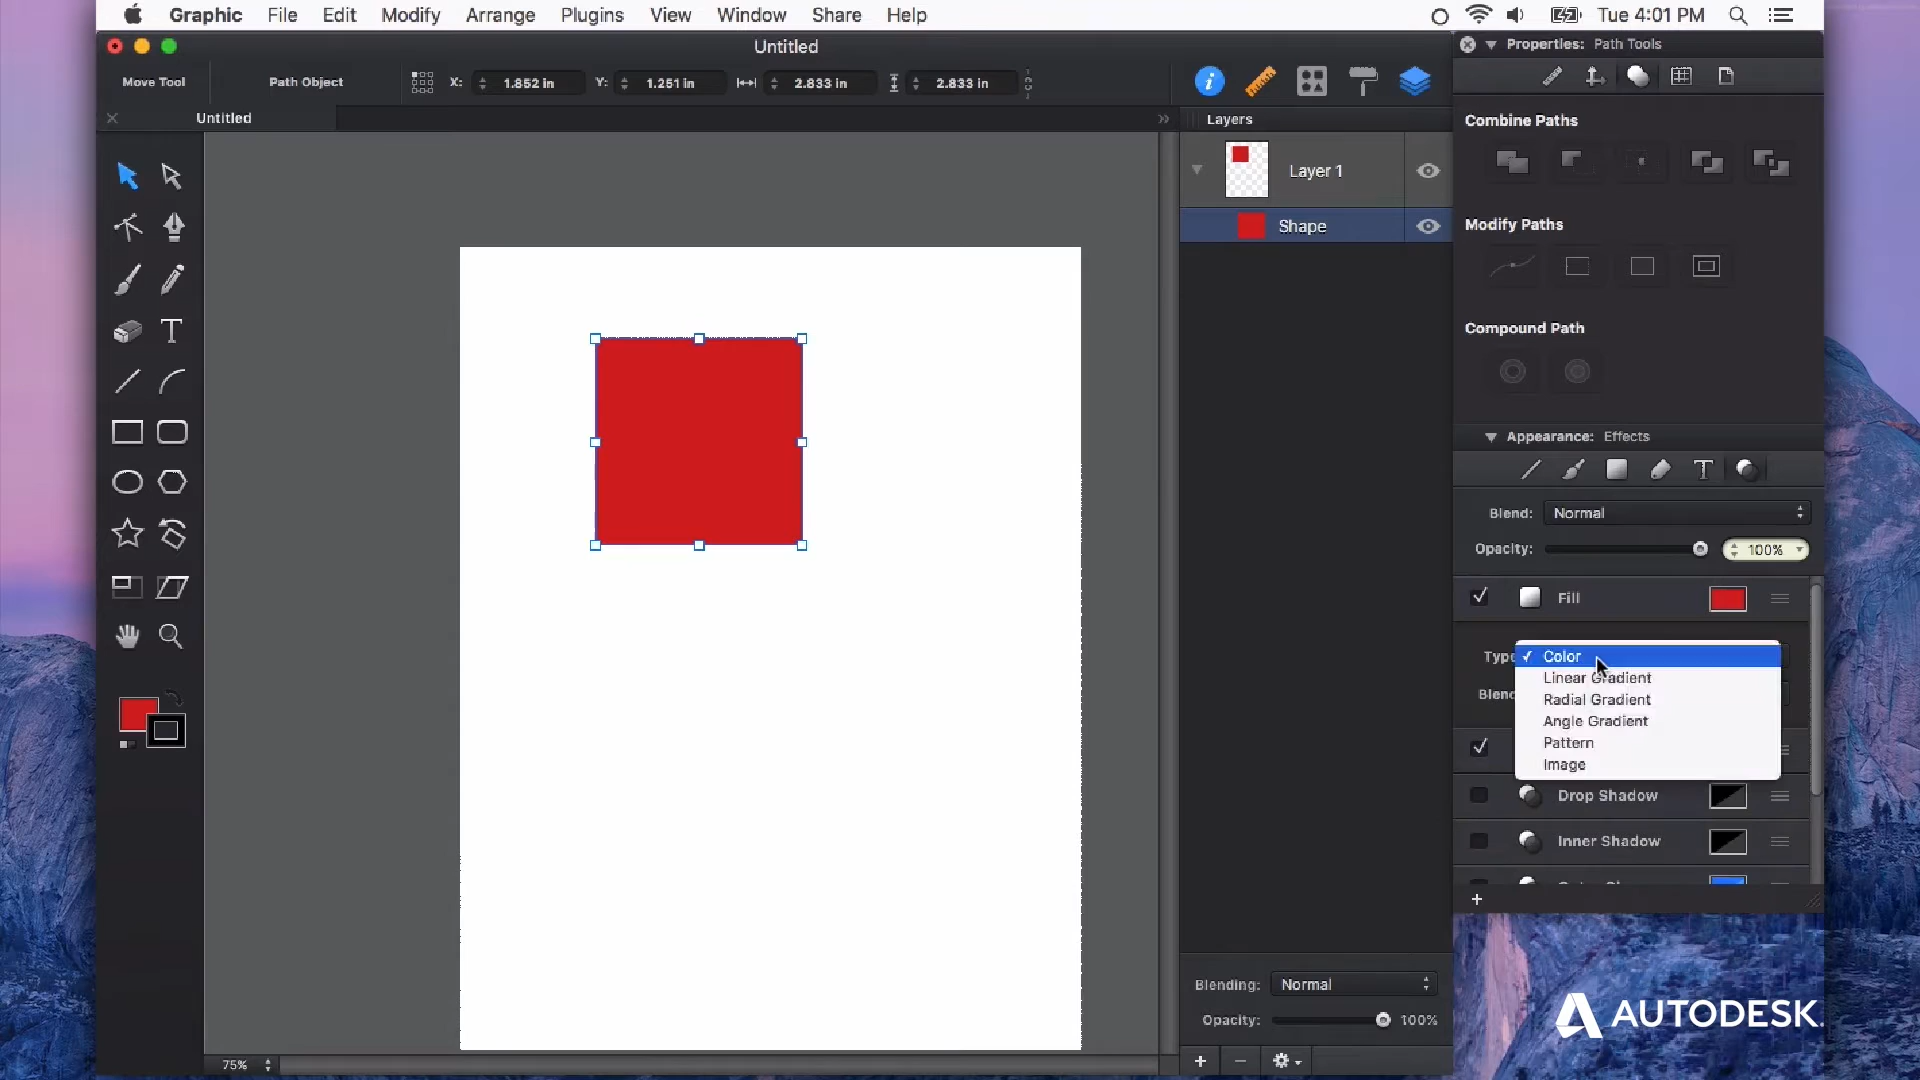 Graphic File Edit Modify Arrange Plugins View Window Share Help Tue 4:01 PM
Untitled
Properties: Path Tools
Move Tool Path Object X: 1.852 in Y: 1.251 in 2.833 in 2.833 in
Untitled
Layers
Combine Paths
Layer 1
Shape
Modify Paths
Compound Path
Appearance: Effects
Blend: Normal
Opacity: 100%
Fill
Type
Color
Linear Gradient
Blend
Radial Gradient
Angle Gradient
Pattern
Image
Drop Shadow
Inner Shadow
Blending: Normal
Opacity: 100%
75%
AUTODESK.